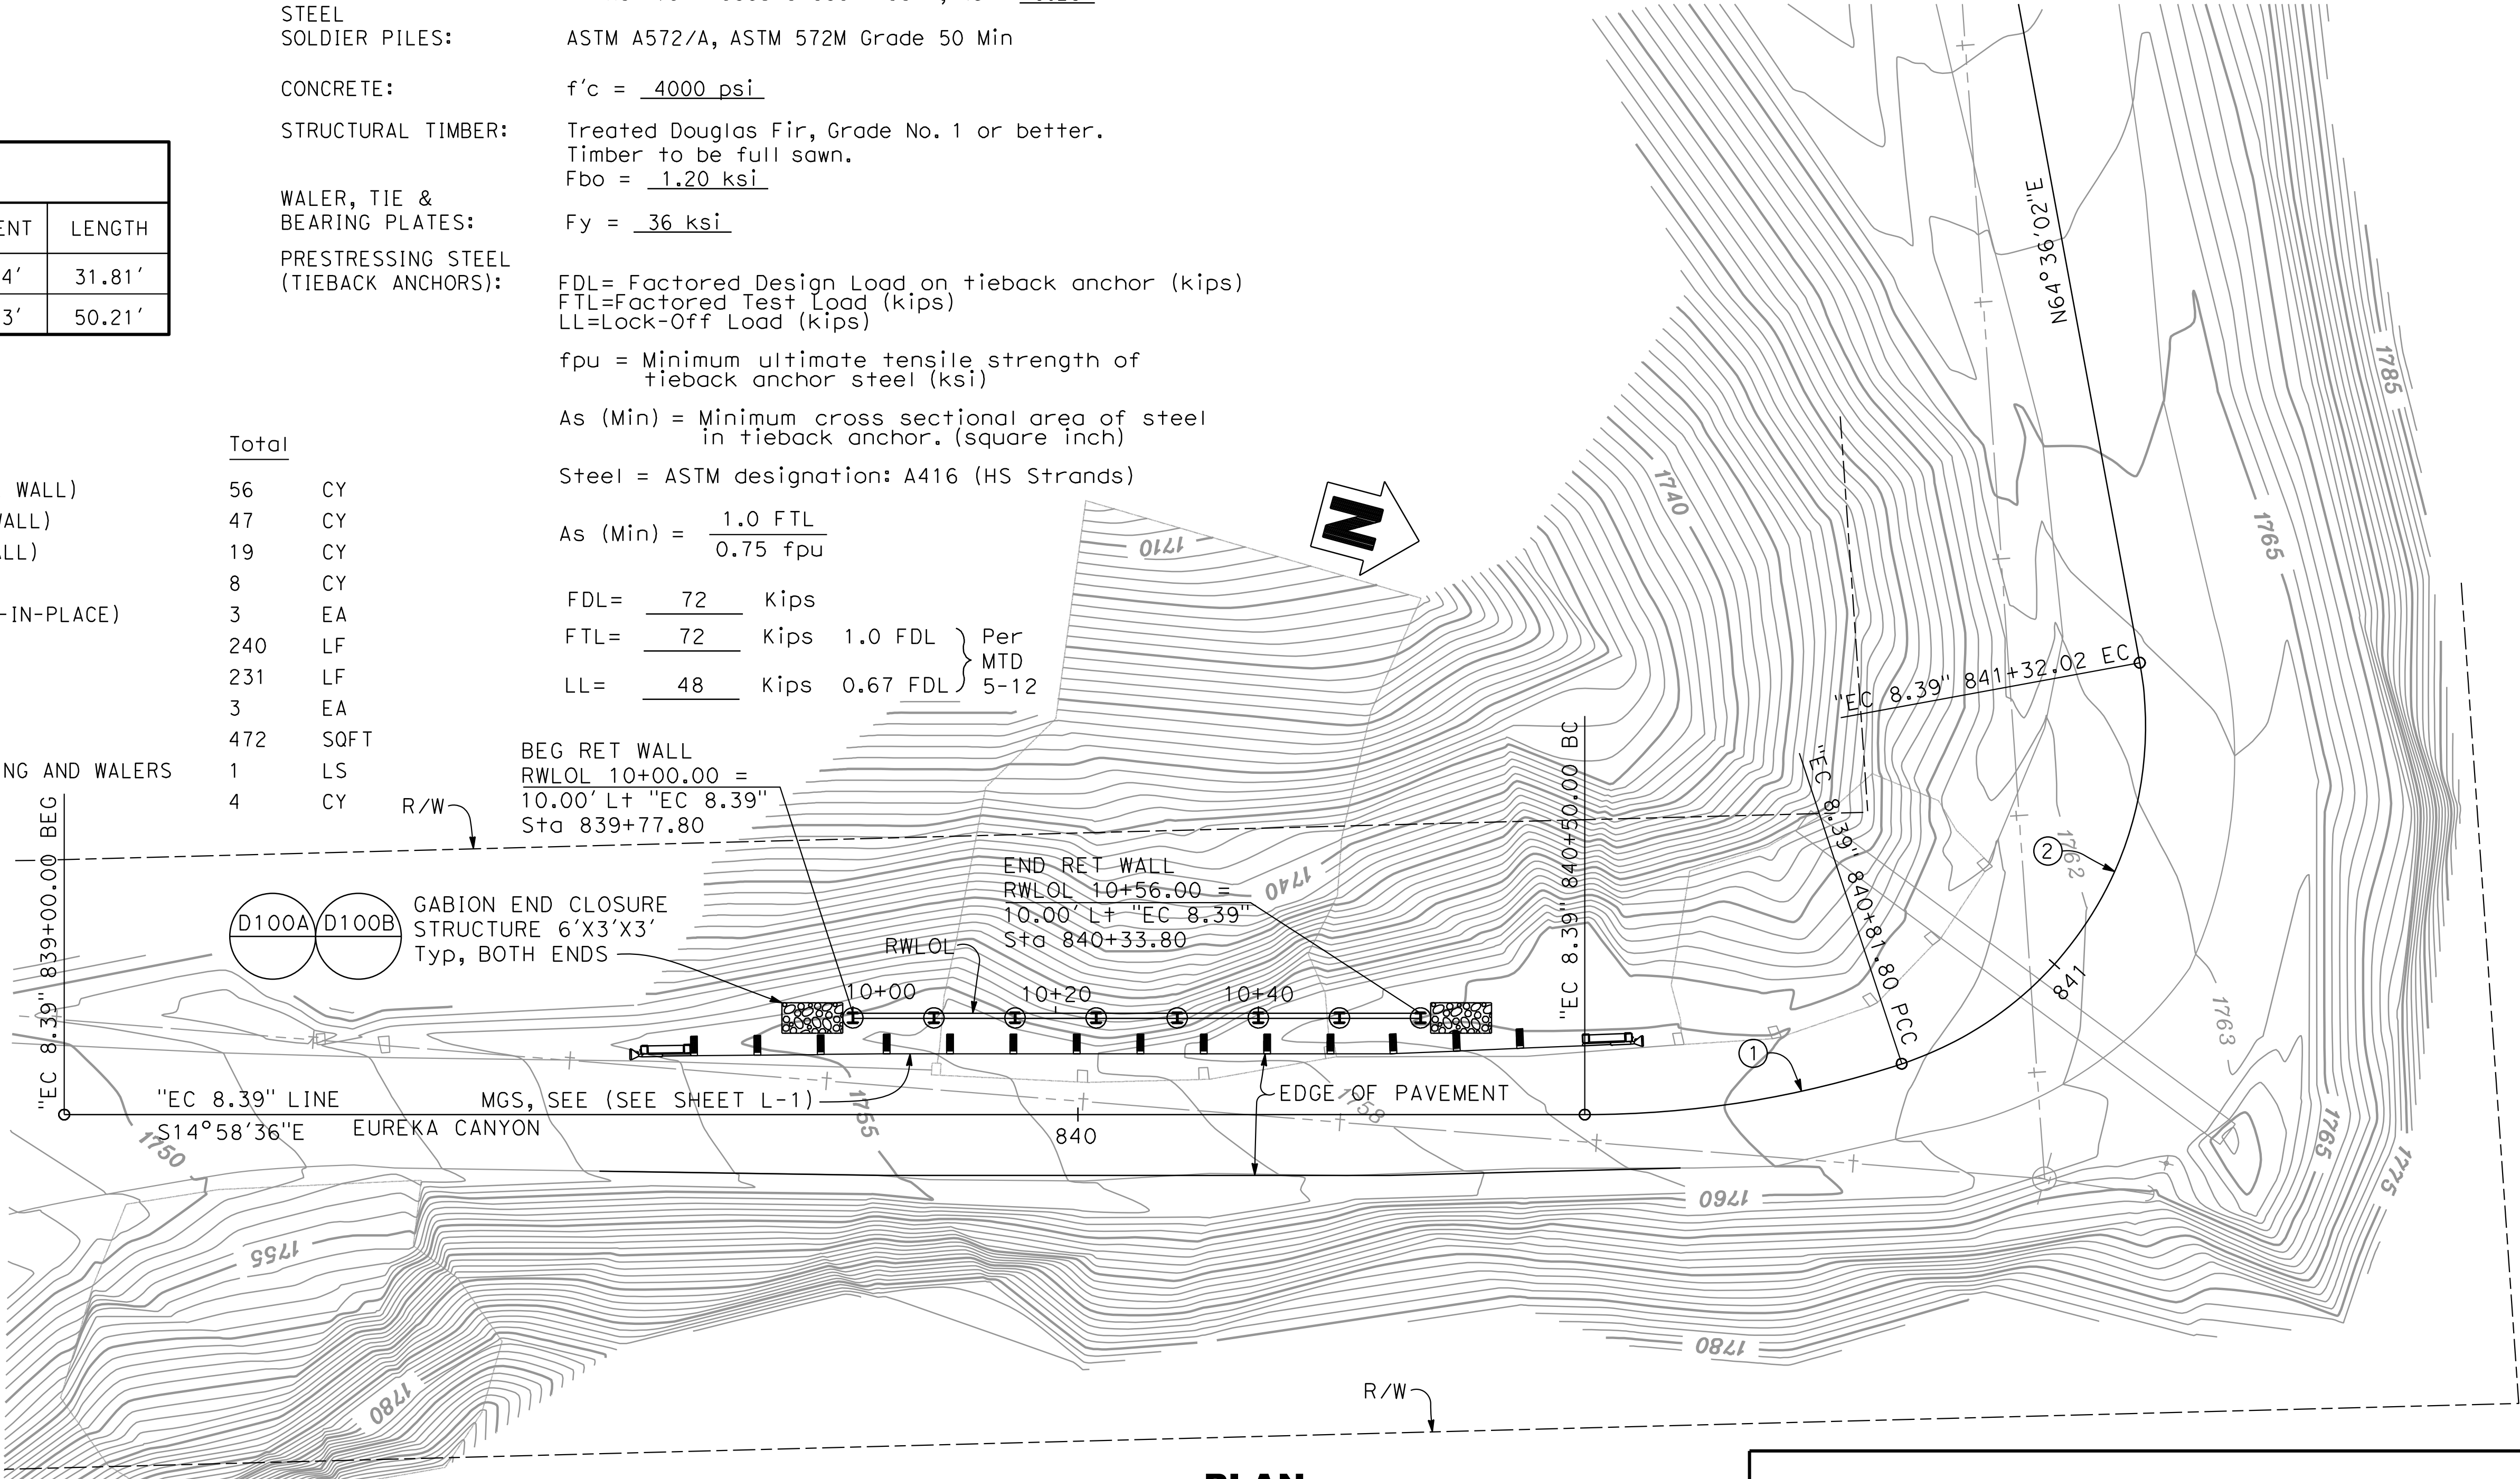 STEEL
SOLDIER PILES: ASTM A572/A, ASTM 572M Grade 50 Min
CONCRETE: f'c = 4000 psi
STRUCTURAL TIMBER: Treated Douglas Fir, Grade No. 1 or better.
Timber to be full sawn.
Fbo = 1.20 ksi
WALER, TIE &
BEARING PLATES: Fy = 36 ksi
PRESTRESSING STEEL
(TIEBACK ANCHORS): FDL= Factored Design Load on tieback anchor (kips)
FTL=Factored Test Load (kips)
LL=Lock-Off Load (kips)
fpu = Minimum ultimate tensile strength of
tieback anchor steel (ksi)
As (Min) = Minimum cross sectional area of steel
in tieback anchor. (square inch)
Steel = ASTM designation: A416 (HS Strands)
As (Min) = 1.0 FTL
0.75 fpu
FDL= 72 Kips
FTL= 72 Kips 1.0 FDL
LL= 48 Kips 0.67 FDL
Per
MTD
5-12
LENGTH
4' 31.81'
3' 50.21'
Total
WALL) 56 CY
47 CY
19 CY
8 CY
-IN-PLACE) 3 EA
240 LF
231 LF
3 EA
472 SQFT
NG AND WALERS 1 LS
4 CY
R/W
BEG RET WALL
RWLOL 10+00.00 =
10.00' Lt "EC 8.39"
Sta 839+77.80
END RET WALL
RWLOL 10+56.00 =
10.00' Lt "EC 8.39"
Sta 840+33.80
D100A D100B
GABION END CLOSURE
STRUCTURE 6'X3'X3'
Typ, BOTH ENDS
RWLOL
10+00 10+20 10+40
"EC 8.39" 839+00.00 BEG
"EC 8.39" 840+50.00 BC
"EC 8.39" 840+81.80 PCC
"EC 8.39" 841+32.02 EC
N64°36'02"E
N
1
2
841
840
"EC 8.39" LINE
S14°58'36"E
EUREKA CANYON
MGS, SEE (SEE SHEET L-1)
EDGE OF PAVEMENT
1710
1740
1740
1785
1765
1762
1763
1765
1775
1750
1755
1758
1760
1755
1780
1780
R/W
PLAN